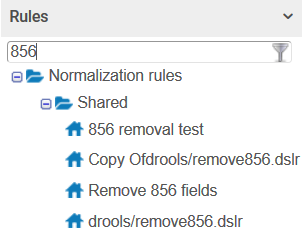 Rules
856
Normalization rules
Shared
856 removal test
Copy Ofdrools/remove856.dslr
Remove 856 fields
drools/remove856.dslr